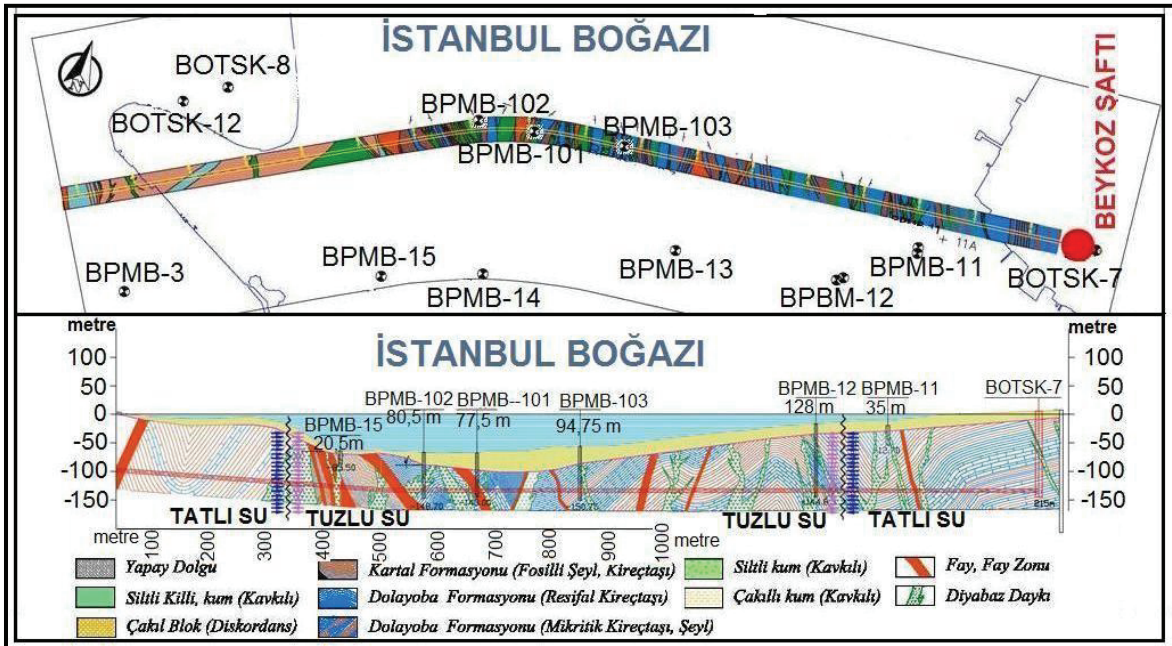 İSTANBUL BOĞAZI
BOTSK-8
BOTSK-12
BPMB-102
BPMB-101
BPMB-103
BEYKOZ ŞAFTI
BPMB-3
BPMB-15
BPMB-14
BPMB-13
11A
BPMB-11
BPBM-12
BOTSK-7
metre
metre
İSTANBUL BOĞAZI
100
50
0
-50
-100
-150
100
50
0
-50
-100
-150
BPMB-15
20,5m
BPMB-102
80,5 m
BPMB--101
77,5 m
BPMB-103
94,75 m
BPMB-12
128 m
BPMB-11
35 m
BOTSK-7
215m
TATLI SU
TUZLU SU
TUZLU SU
TATLI SU
metre
100
200
300
400
500
600
700
800
900
1000
metre
Yapay Dolgu
Kartal Formasyonu (Fosilli Şeyl, Kireçtaşı)
Siltli kum (Kavkılı)
Fay, Fay Zonu
Siltli Killi, kum (Kavkılı)
Dolayoba Formasyonu (Resifal Kireçtaşı)
Çakıllı kum (Kavkılı)
Diyabaz Daykı
Çakıl Blok (Diskordans)
Dolayoba Formasyonu (Mikritik Kireçtaşı, Şeyl)